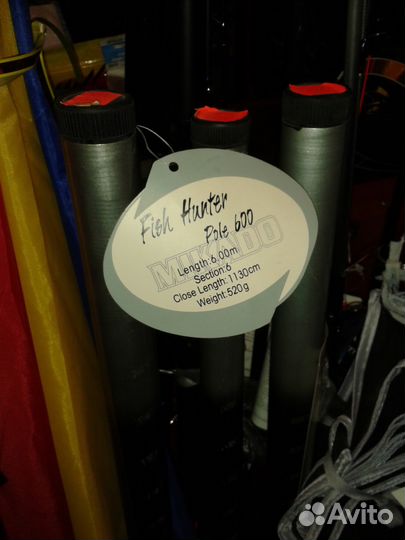 Fish Hunter
Pole 600
MIKADO
Length:6.00m
Section:6
Close Length:1130cm
Weight:520g
Avito